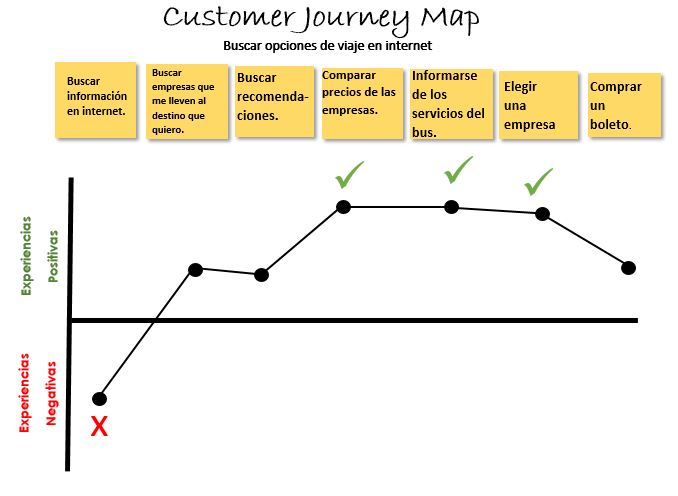 Customer Journey Map
Buscar opciones de viaje en internet
Buscar
información
en internet.
Buscar
empresas que
me lleven al
destino que
quiero.
Buscar
recomenda-
ciones.
Comparar
precios de las
empresas.
Informarse
de los
servicios del
bus.
Elegir
una
empresa
Comprar
un
boleto.
Experiencias
Positivas
Experiencias
Negativas
X